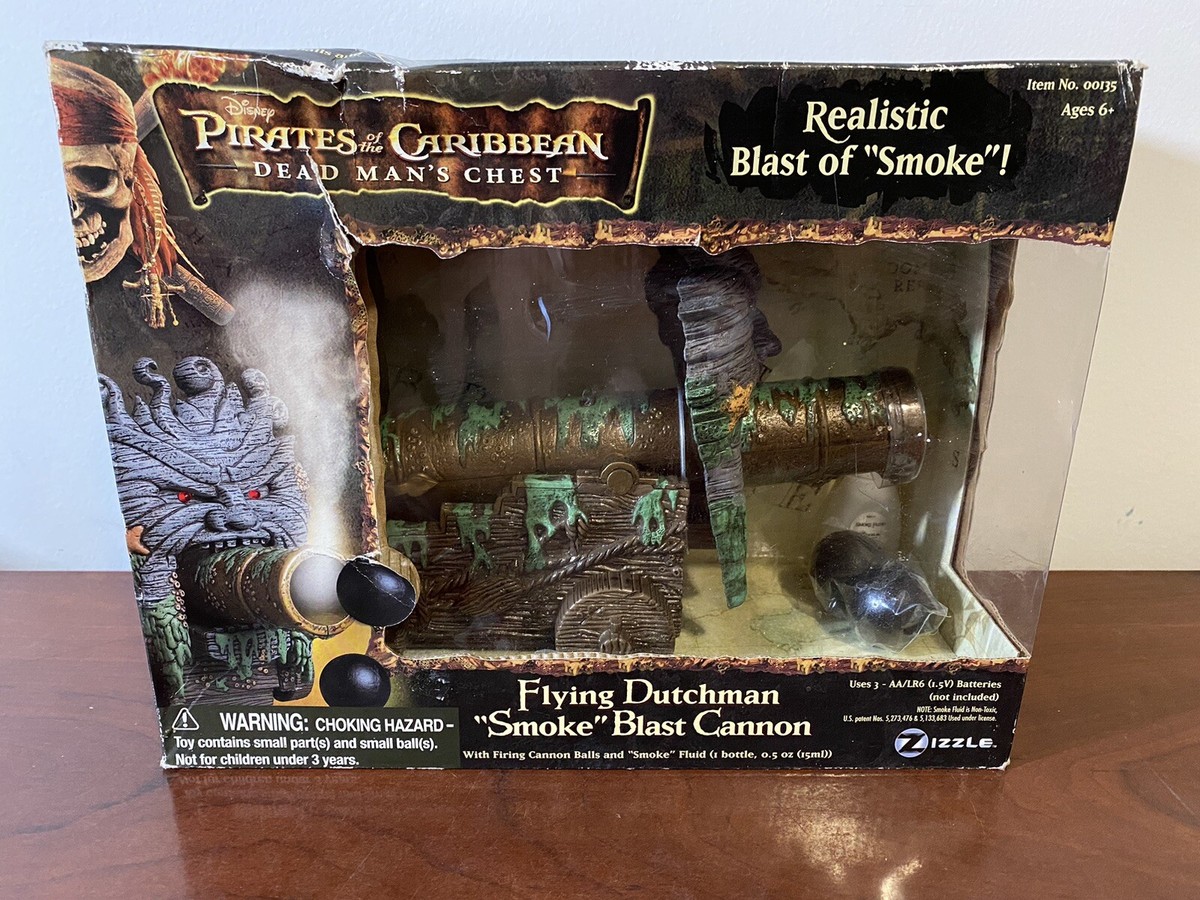 Disney
PIRATES of the CARIBBEAN
DEAD MAN'S CHEST
Realistic
Blast of "Smoke"!
Item No. 00135
Ages 6+
Flying Dutchman
"Smoke" Blast Cannon
With Firing Cannon Balls and "Smoke" Fluid (1 bottle, 0.5 oz (15ml))
WARNING: CHOKING HAZARD -
Toy contains small part(s) and small ball(s).
Not for children under 3 years.
Uses 3 - AA/LR6 (1.5V) Batteries
(not included)
NOTE: Smoke Fluid is Non-Toxic,
U.S. patent Nos. 5,273,476 & 5,133,683 Used under license.
ZIZZLE